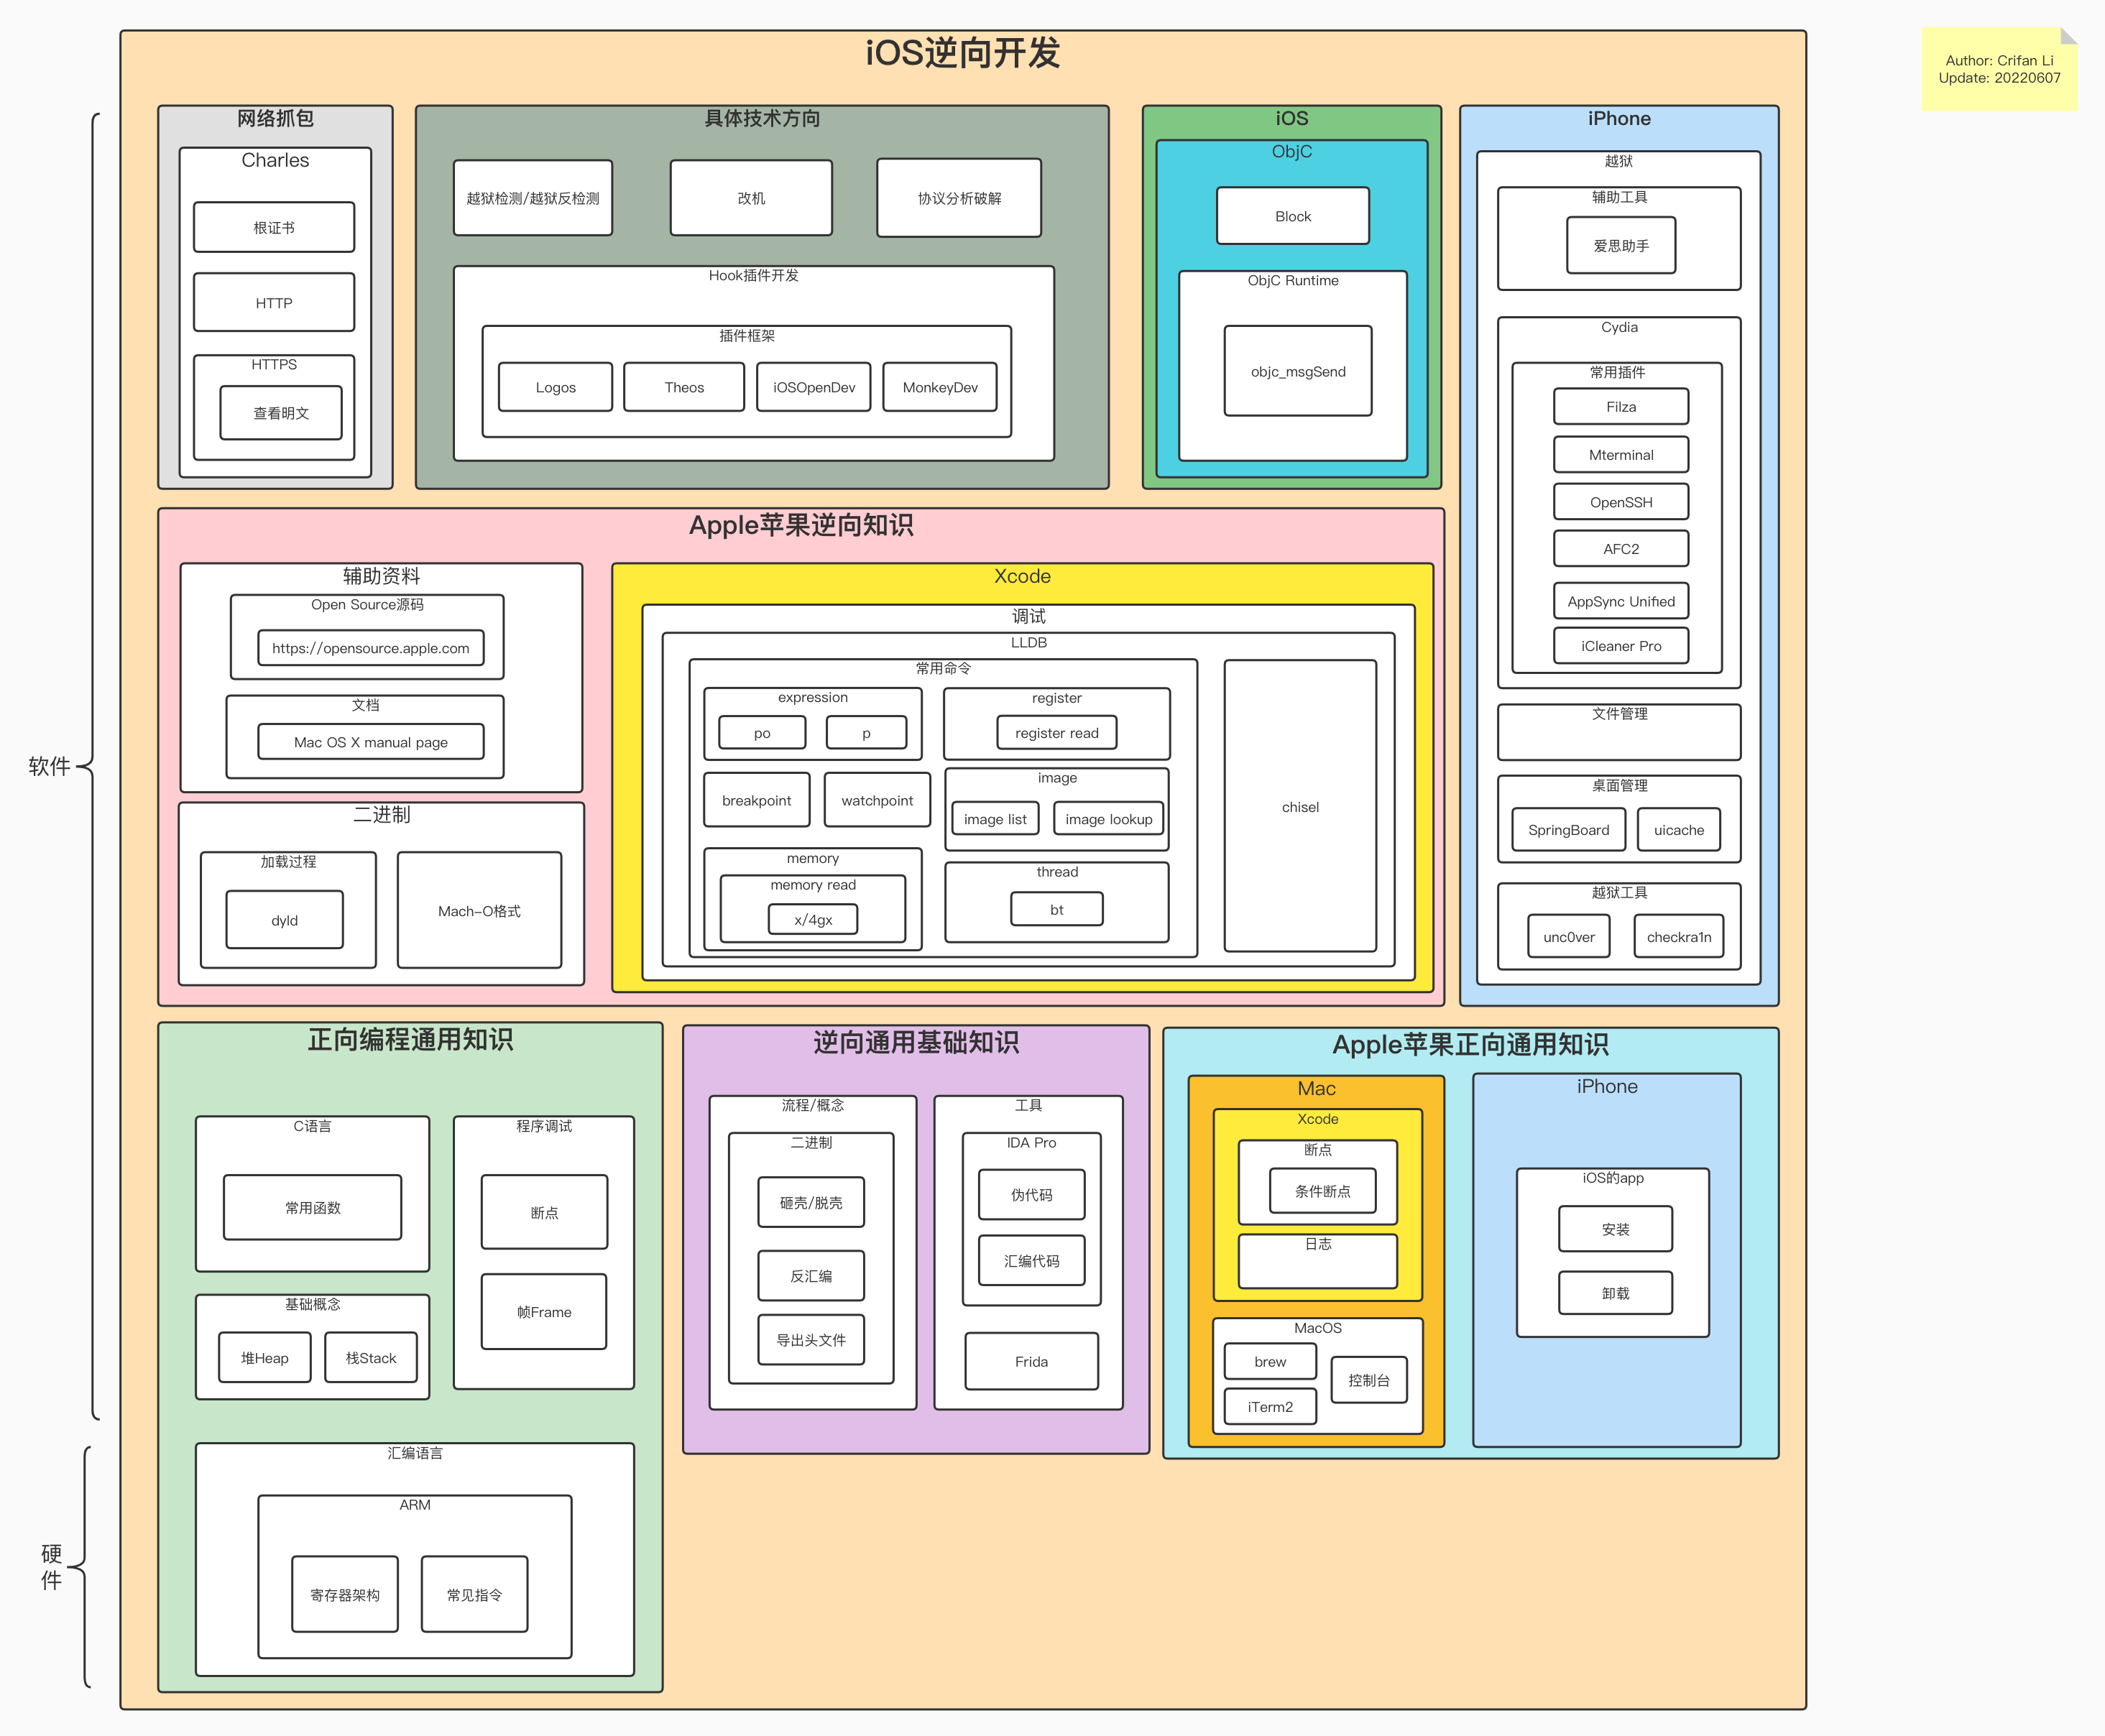 iOS逆向开发
Author: Crifan Li
Update: 20220607
软件
硬
件
网络抓包
Charles
根证书
HTTP
HTTPS
查看明文
具体技术方向
越狱检测/越狱反检测
改机
协议分析破解
Hook插件开发
插件框架
Logos
Theos
iOSOpenDev
MonkeyDev
iOS
ObjC
Block
ObjC Runtime
objc_msgSend
iPhone
越狱
辅助工具
爱思助手
Cydia
常用插件
Filza
Mterminal
OpenSSH
AFC2
AppSync Unified
iCleaner Pro
文件管理
桌面管理
SpringBoard
uicache
越狱工具
unc0ver
checkra1n
Apple苹果逆向知识
辅助资料
Open Source源码
https://opensource.apple.com
文档
Mac OS X manual page
二进制
加载过程
dyld
Mach-O格式
Xcode
调试
LLDB
常用命令
expression
po
p
register
register read
breakpoint
watchpoint
image
image list
image lookup
memory
memory read
x/4gx
thread
bt
chisel
正向编程通用知识
C语言
常用函数
程序调试
断点
帧Frame
基础概念
堆Heap
栈Stack
汇编语言
ARM
寄存器架构
常见指令
逆向通用基础知识
流程/概念
二进制
砸壳/脱壳
反汇编
导出头文件
工具
IDA Pro
伪代码
汇编代码
Frida
Apple苹果正向通用知识
Mac
Xcode
断点
条件断点
日志
MacOS
brew
iTerm2
控制台
iPhone
iOS的app
安装
卸载